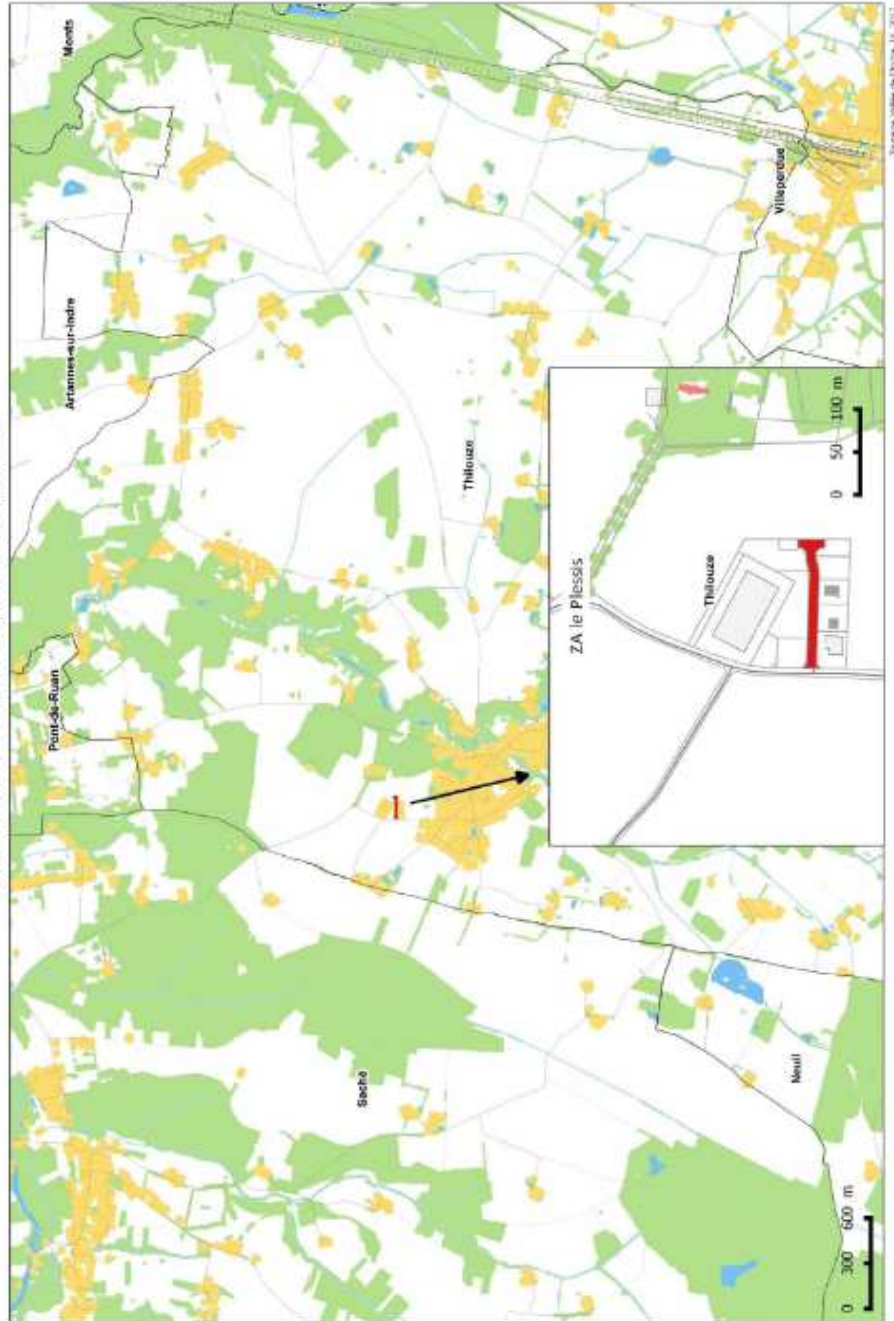 Monts
Artannes-sur-Indre
Pont-de-Ruan
Villeperdue
Thilouze
Saché
Neuil
ZA le Plessis
Thilouze
0 50 100 m
0 300 600 m